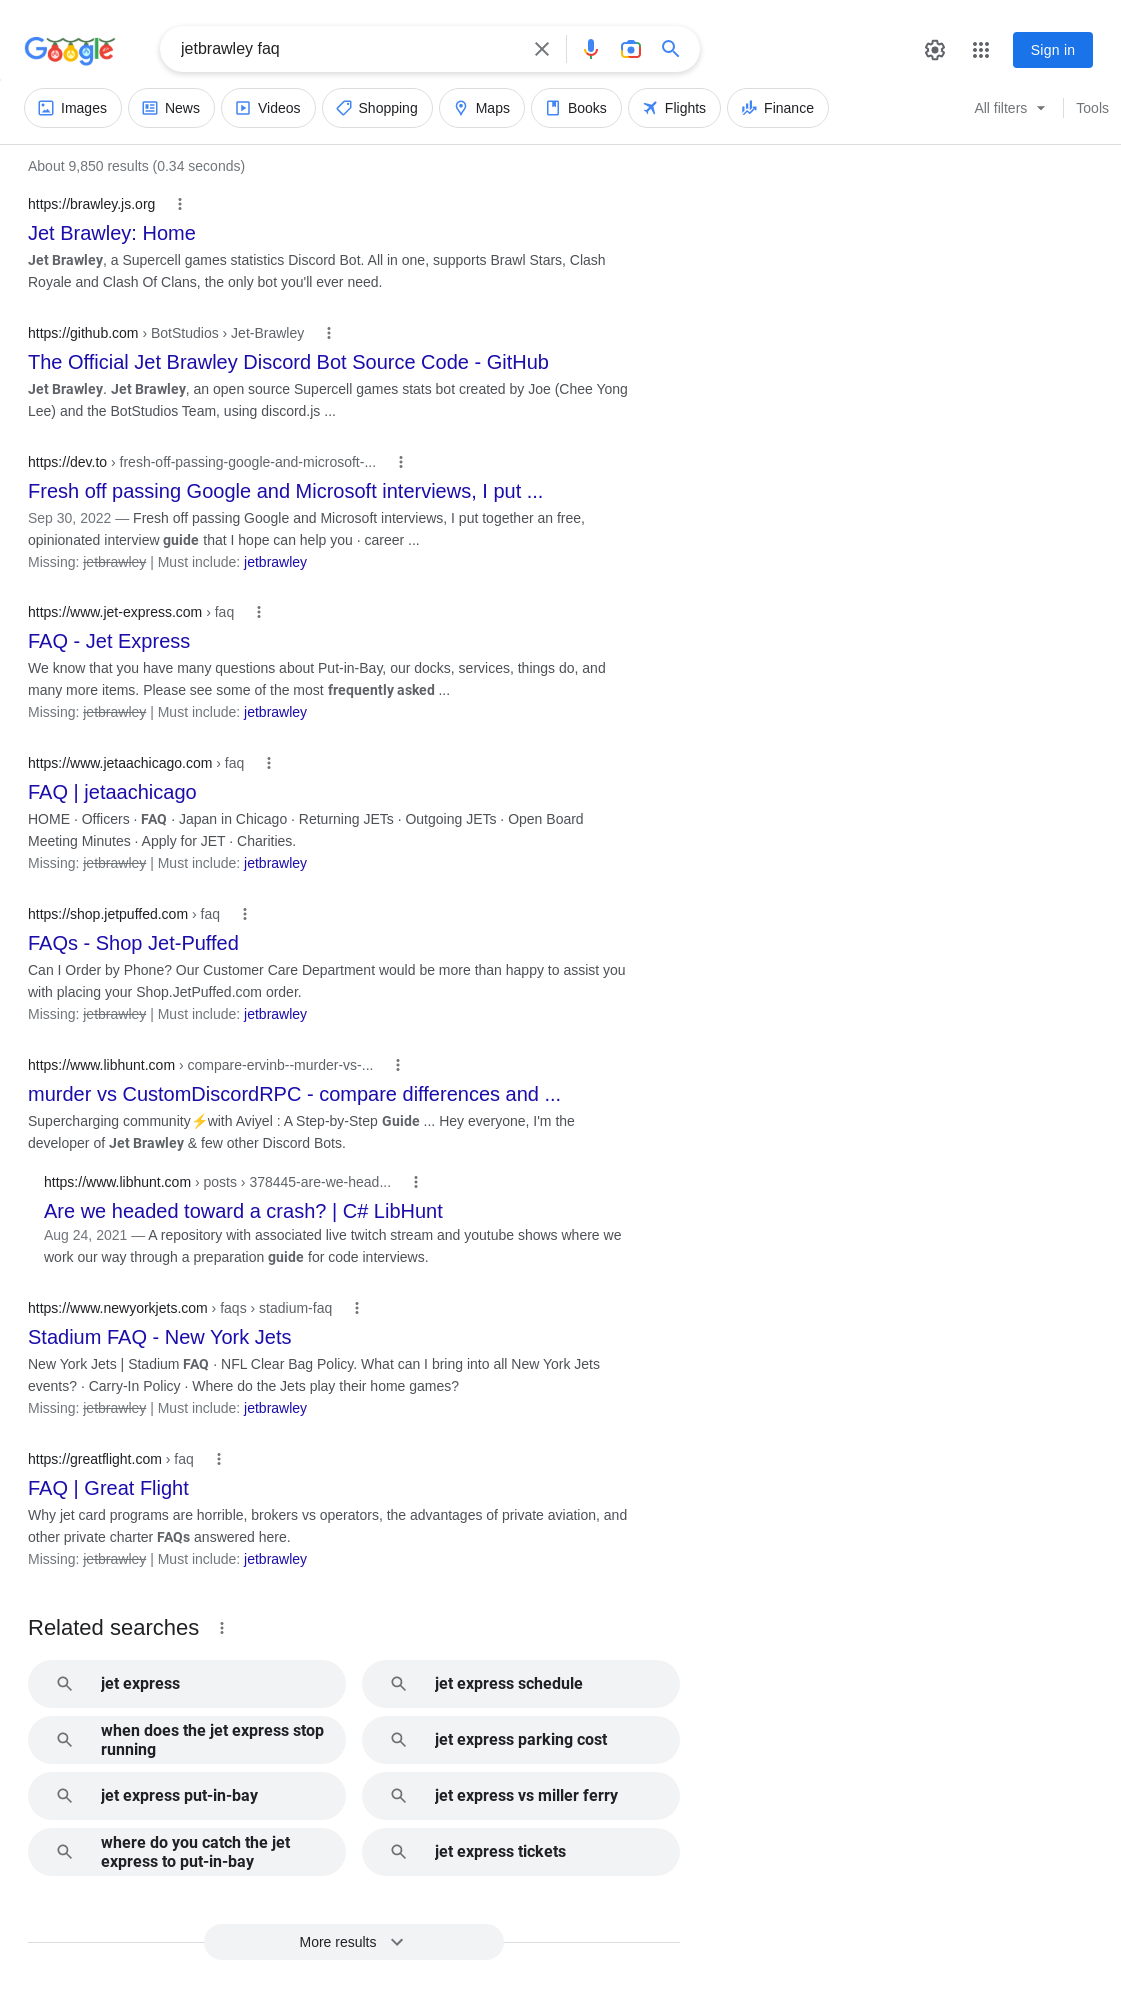 Google
jetbrawley faq
Sign in
Images
News
Videos
Shopping
Maps
Books
Flights
Finance
All filters
Tools
About 9,850 results (0.34 seconds)
https://brawley.js.org
Jet Brawley: Home
Jet Brawley, a Supercell games statistics Discord Bot. All in one, supports Brawl Stars, Clash
Royale and Clash Of Clans, the only bot you'll ever need.
https://github.com › BotStudios › Jet-Brawley
The Official Jet Brawley Discord Bot Source Code - GitHub
Jet Brawley. Jet Brawley, an open source Supercell games stats bot created by Joe (Chee Yong
Lee) and the BotStudios Team, using discord.js ...
https://dev.to › fresh-off-passing-google-and-microsoft-...
Fresh off passing Google and Microsoft interviews, I put ...
Sep 30, 2022 — Fresh off passing Google and Microsoft interviews, I put together an free,
opinionated interview guide that I hope can help you · career ...
Missing: jetbrawley | Must include: jetbrawley
https://www.jet-express.com › faq
FAQ - Jet Express
We know that you have many questions about Put-in-Bay, our docks, services, things do, and
many more items. Please see some of the most frequently asked ...
Missing: jetbrawley | Must include: jetbrawley
https://www.jetaachicago.com › faq
FAQ | jetaachicago
HOME · Officers · FAQ · Japan in Chicago · Returning JETs · Outgoing JETs · Open Board
Meeting Minutes · Apply for JET · Charities.
Missing: jetbrawley | Must include: jetbrawley
https://shop.jetpuffed.com › faq
FAQs - Shop Jet-Puffed
Can I Order by Phone? Our Customer Care Department would be more than happy to assist you
with placing your Shop.JetPuffed.com order.
Missing: jetbrawley | Must include: jetbrawley
https://www.libhunt.com › compare-ervinb--murder-vs-...
murder vs CustomDiscordRPC - compare differences and ...
Supercharging community⚡with Aviyel : A Step-by-Step Guide ... Hey everyone, I'm the
developer of Jet Brawley & few other Discord Bots.
https://www.libhunt.com › posts › 378445-are-we-head...
Are we headed toward a crash? | C# LibHunt
Aug 24, 2021 — A repository with associated live twitch stream and youtube shows where we
work our way through a preparation guide for code interviews.
https://www.newyorkjets.com › faqs › stadium-faq
Stadium FAQ - New York Jets
New York Jets | Stadium FAQ · NFL Clear Bag Policy. What can I bring into all New York Jets
events? · Carry-In Policy · Where do the Jets play their home games?
Missing: jetbrawley | Must include: jetbrawley
https://greatflight.com › faq
FAQ | Great Flight
Why jet card programs are horrible, brokers vs operators, the advantages of private aviation, and
other private charter FAQs answered here.
Missing: jetbrawley | Must include: jetbrawley
Related searches
jet express
jet express schedule
when does the jet express stop
running
jet express parking cost
jet express put-in-bay
jet express vs miller ferry
where do you catch the jet
express to put-in-bay
jet express tickets
More results